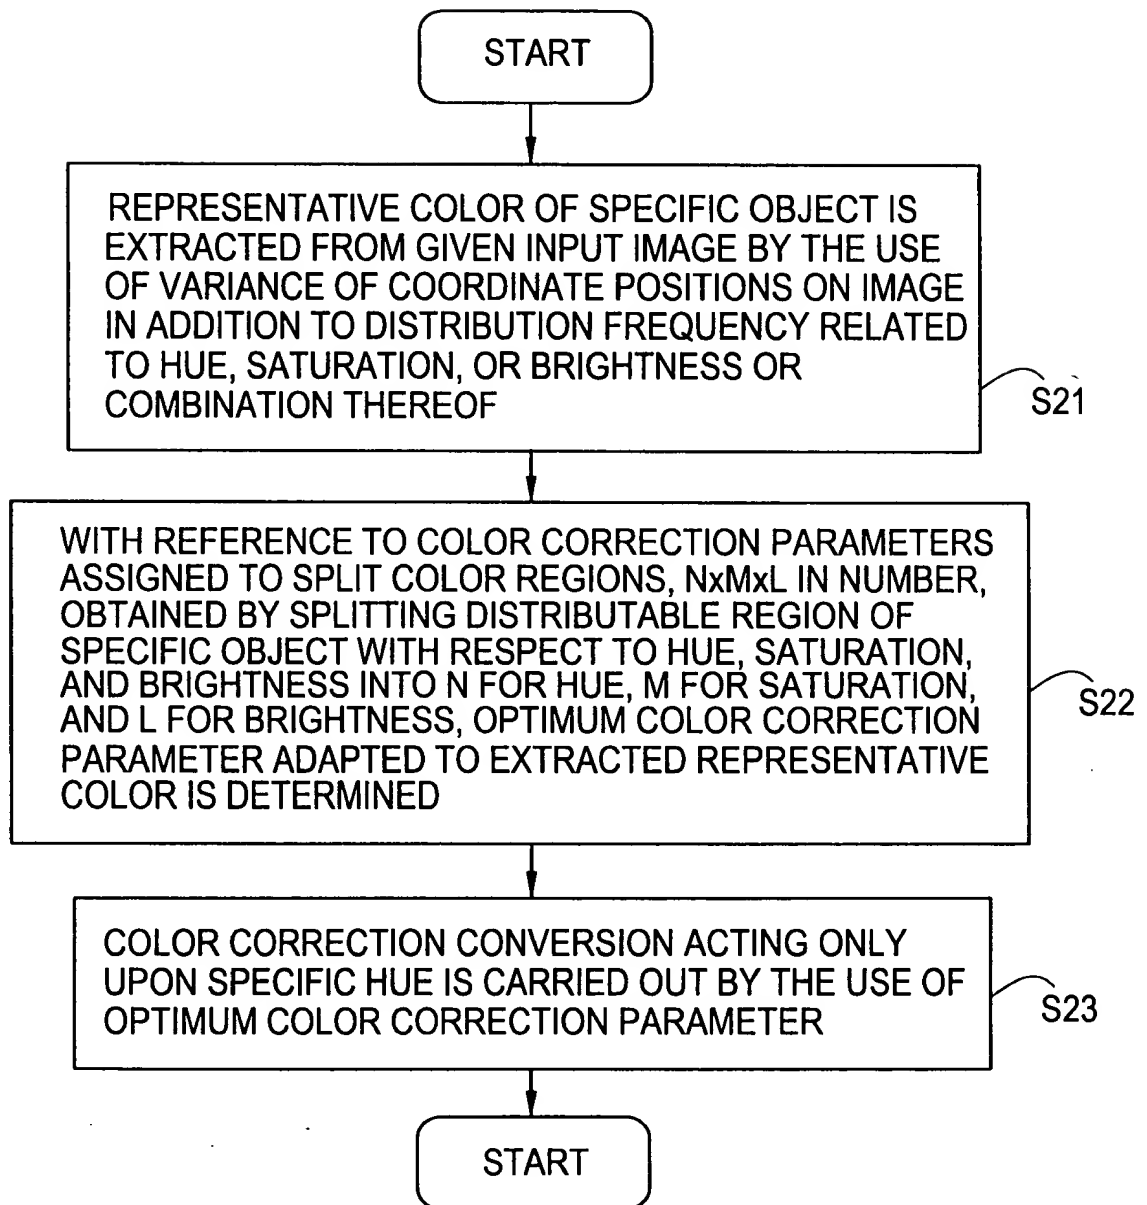 START
REPRESENTATIVE COLOR OF SPECIFIC OBJECT IS
EXTRACTED FROM GIVEN INPUT IMAGE BY THE USE
OF VARIANCE OF COORDINATE POSITIONS ON IMAGE
IN ADDITION TO DISTRIBUTION FREQUENCY RELATED
TO HUE, SATURATION, OR BRIGHTNESS OR
COMBINATION THEREOF
S21
WITH REFERENCE TO COLOR CORRECTION PARAMETERS
ASSIGNED TO SPLIT COLOR REGIONS, NxMxL IN NUMBER,
OBTAINED BY SPLITTING DISTRIBUTABLE REGION OF
SPECIFIC OBJECT WITH RESPECT TO HUE, SATURATION,
AND BRIGHTNESS INTO N FOR HUE, M FOR SATURATION,
AND L FOR BRIGHTNESS, OPTIMUM COLOR CORRECTION
PARAMETER ADAPTED TO EXTRACTED REPRESENTATIVE
COLOR IS DETERMINED
S22
COLOR CORRECTION CONVERSION ACTING ONLY
UPON SPECIFIC HUE IS CARRIED OUT BY THE USE OF
OPTIMUM COLOR CORRECTION PARAMETER
S23
START